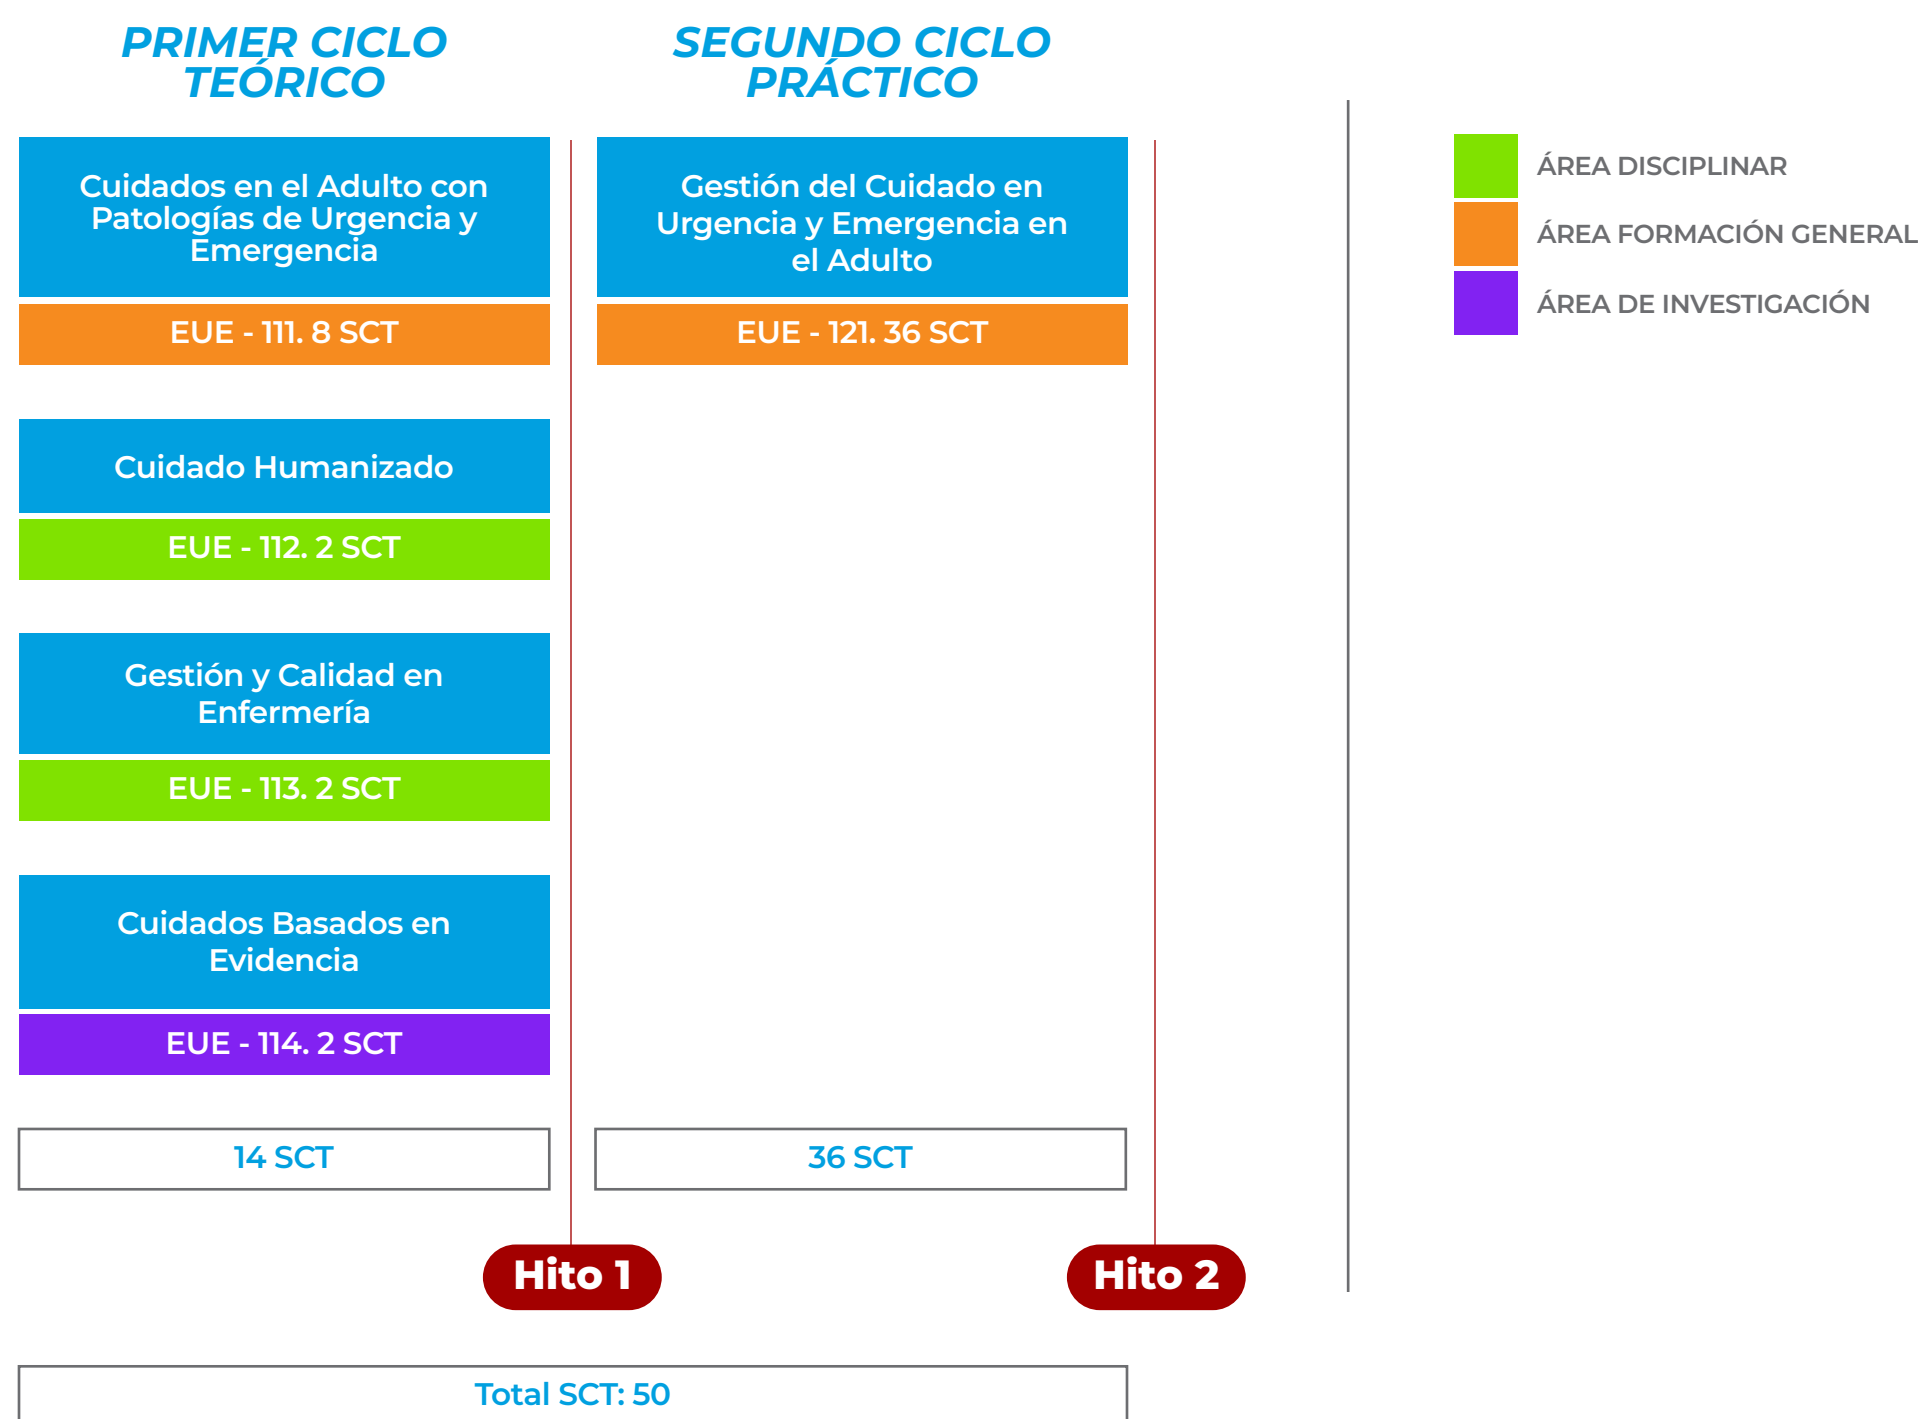 PRIMER CICLO
TEÓRICO
Cuidados en el Adulto con
Patologías de Urgencia y
Emergencia
EUE - 111. 8 SCT
Cuidado Humanizado
EUE - 112. 2 SCT
Gestión y Calidad en
Enfermería
EUE - 113. 2 SCT
Cuidados Basados en
Evidencia
EUE - 114. 2 SCT
14 SCT
Hito 1
SEGUNDO CICLO
PRÁCTICO
Gestión del Cuidado en
Urgencia y Emergencia en
el Adulto
EUE - 121. 36 SCT
36 SCT
Hito 2
Total SCT: 50
ÁREA DISCIPLINAR
ÁREA FORMACIÓN GENERAL
ÁREA DE INVESTIGACIÓN